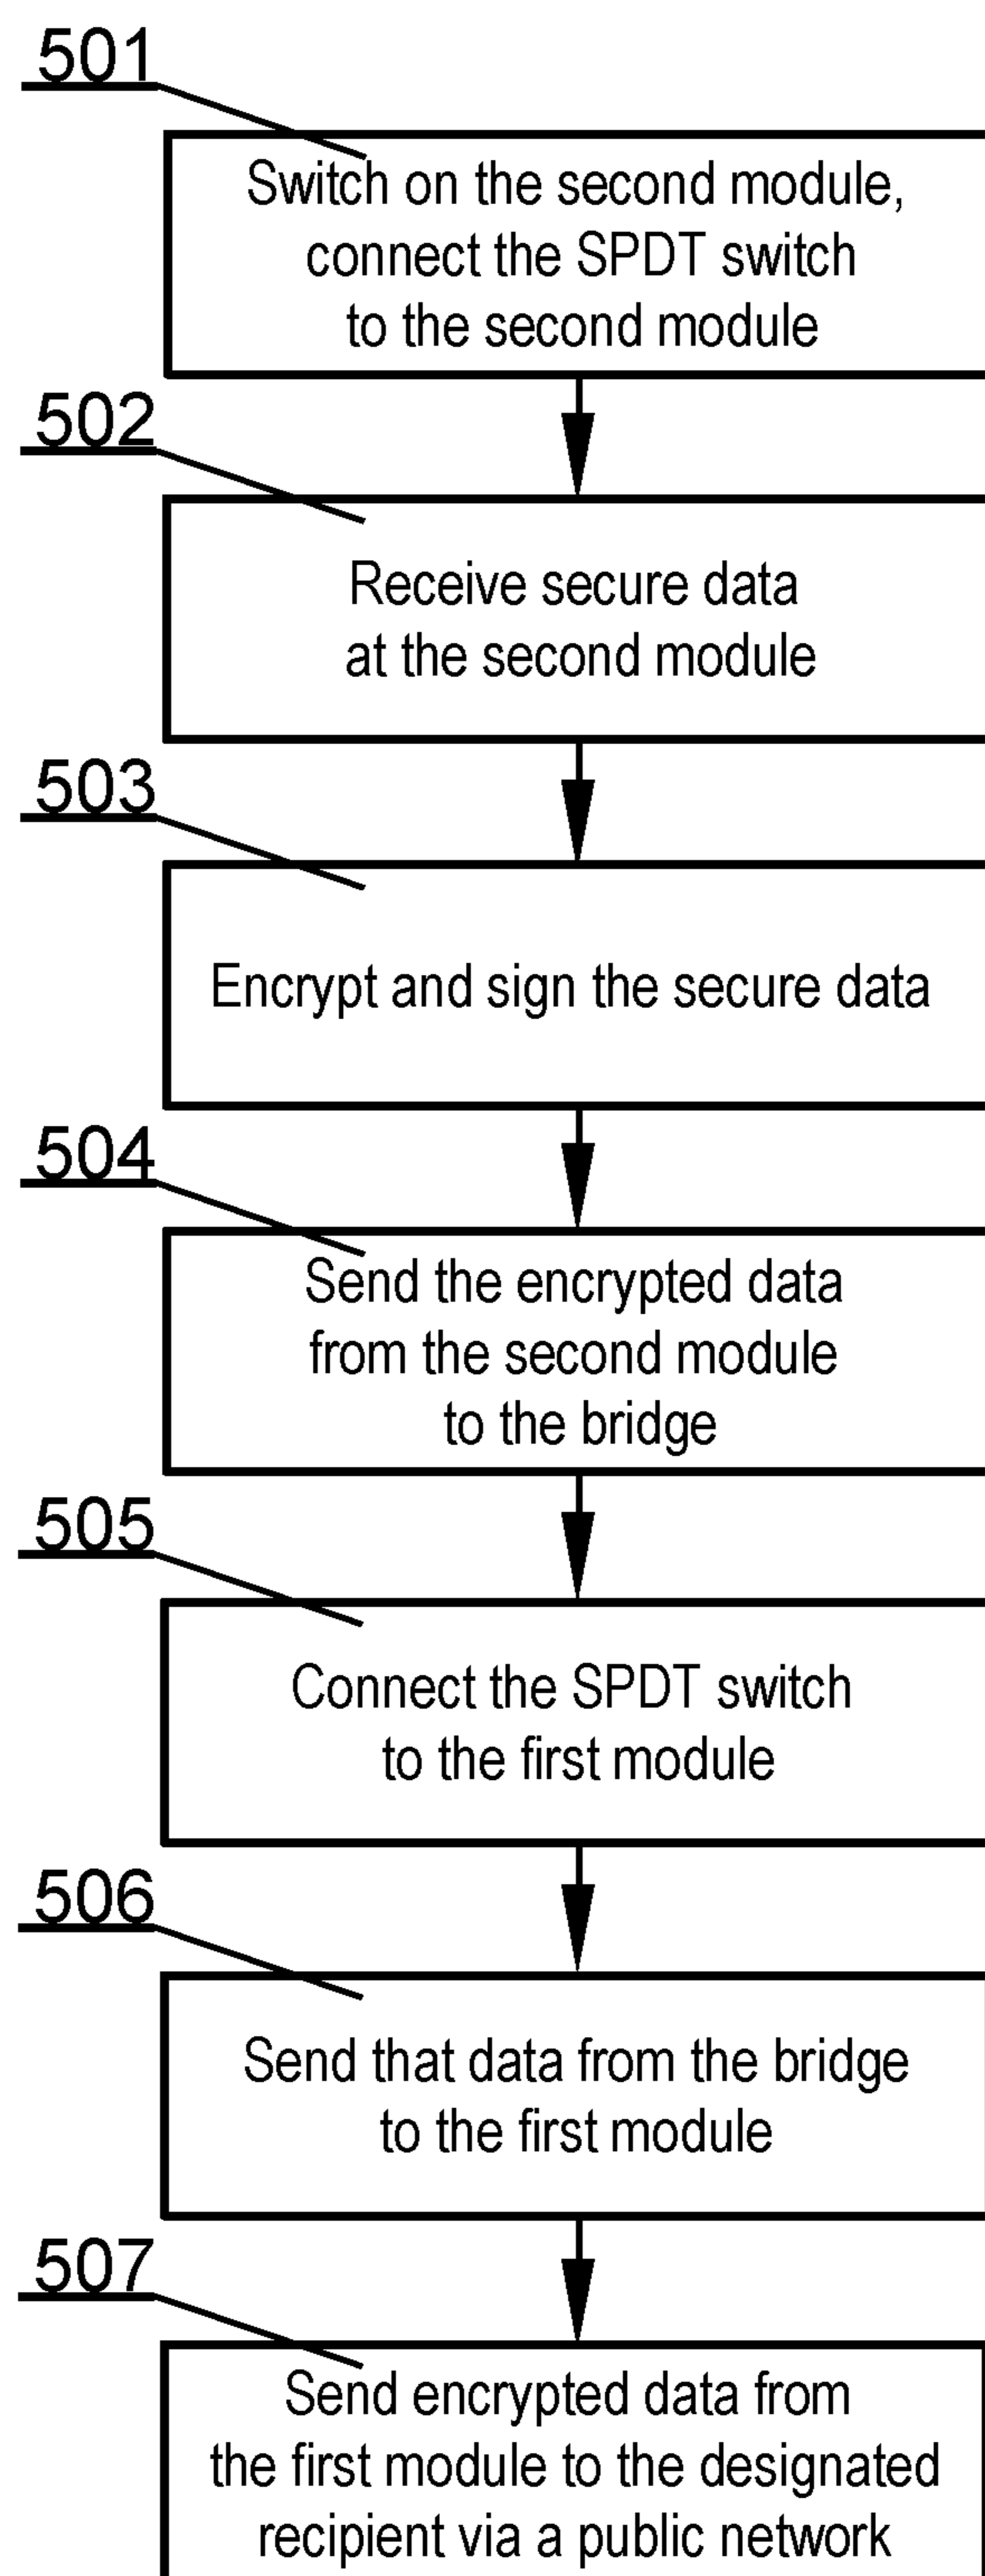 501
Switch on the second module,
connect the SPDT switch
to the second module
502
Receive secure data
at the second module
503
Encrypt and sign the secure data
504
Send the encrypted data
from the second module
to the bridge
505
Connect the SPDT switch
to the first module
506
Send that data from the bridge
to the first module
507
Send encrypted data from
the first module to the designated
recipient via a public network